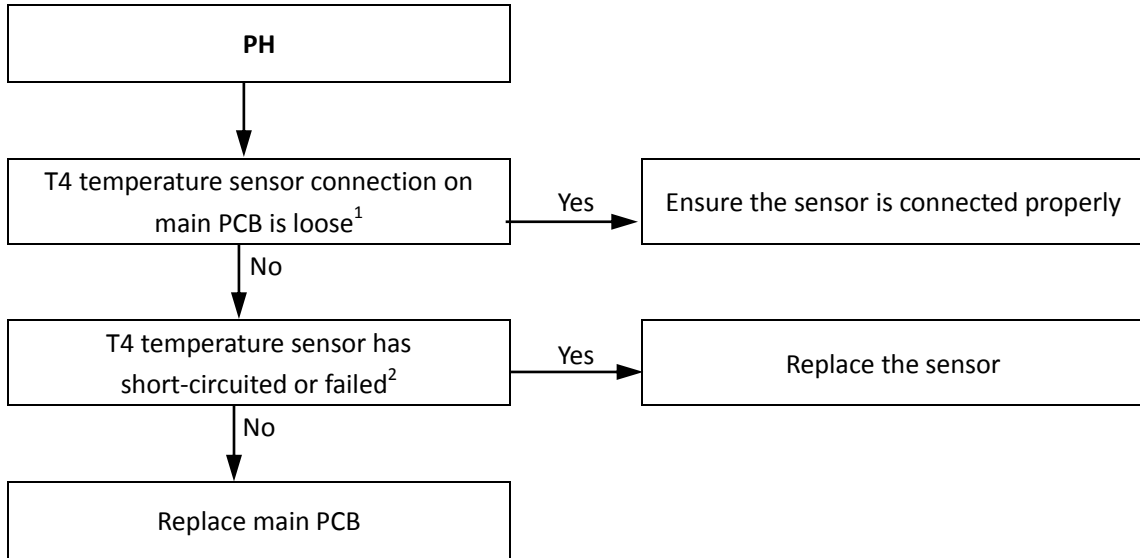 PH
T4 temperature sensor connection on
main PCB is loose1
Yes
Ensure the sensor is connected properly
No
T4 temperature sensor has
short-circuited or failed2
Yes
Replace the sensor
No
Replace main PCB